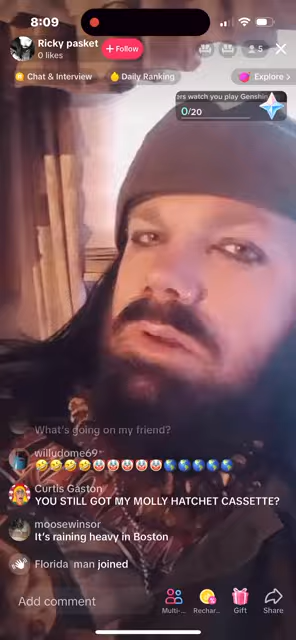 8:09
Ricky pasket
+ Follow
5
0 likes
Chat & Interview
Daily Ranking
Explore >
ers watch you play Genshin
0/20
What's going on my friend?
willudome69
🤣🤣🤣🤣🤡🤡🤡🤡🤡🌎🌎🌎🌎🌎
Curtis Gaston
YOU STILL GOT MY MOLLY HATCHET CASSETTE?
moosewinsor
It's raining heavy in Boston
Florida man joined
Add comment
Multi-...
Rechar...
Gift
Share